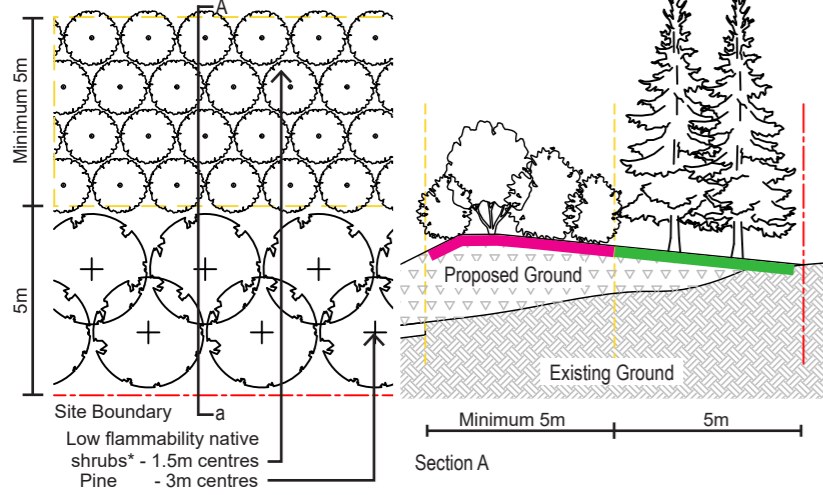 A
Minimum 5m
5m
Site Boundary
a
Low flammability native
shrubs* - 1.5m centres
Pine - 3m centres
Proposed Ground
Existing Ground
Minimum 5m
5m
Section A